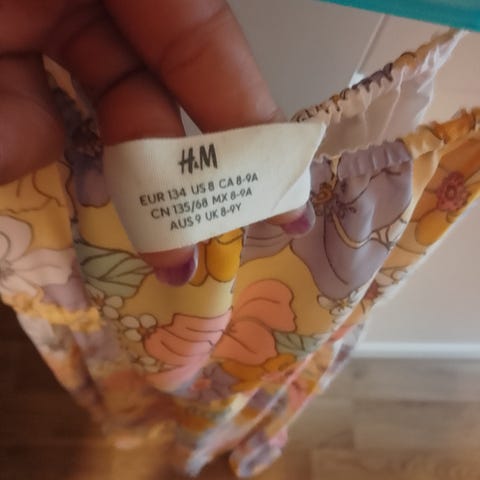 H&M
EUR 134 US 8 CA 8-9A
CN 135/68 MX 8-9A
AUS 9 UK 8-9Y